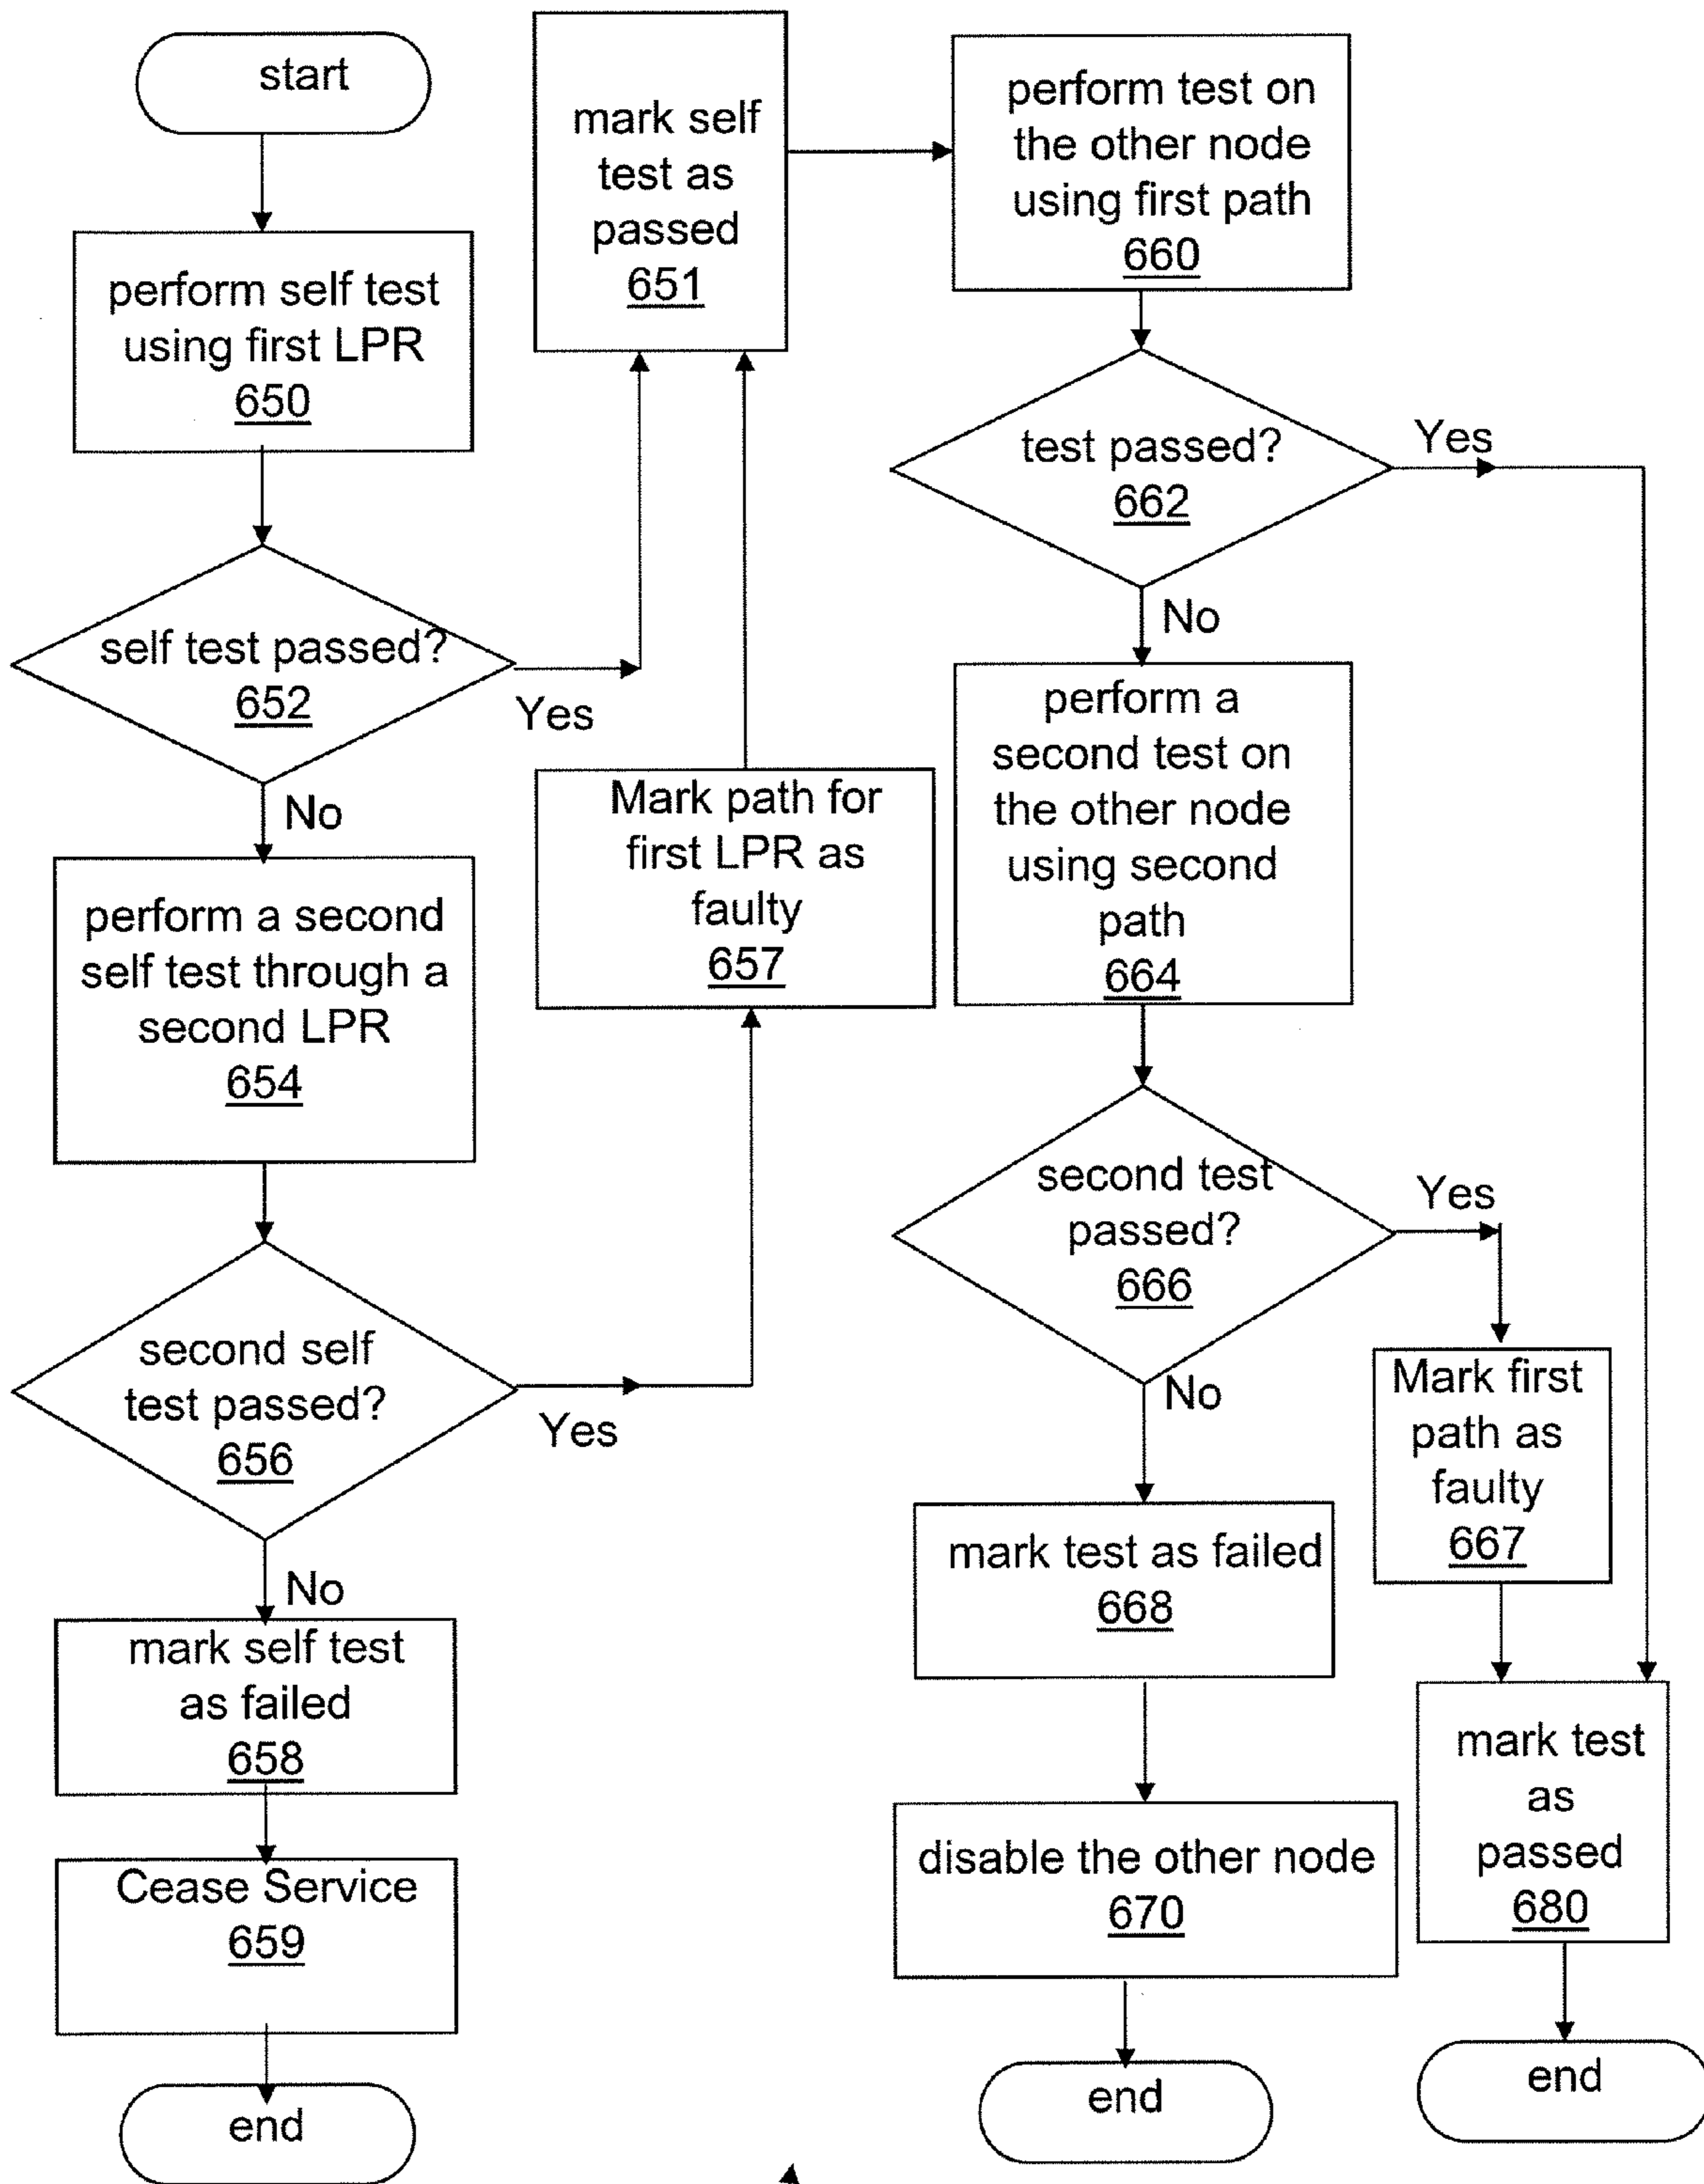 start
perform self test
using first LPR
650
self test passed?
652
Yes
No
perform a second
self test through a
second LPR
654
second self
test passed?
656
Yes
No
mark self test
as failed
658
Cease Service
659
end
mark self
test as
passed
651
Mark path for
first LPR as
faulty
657
perform test on
the other node
using first path
660
test passed?
662
Yes
No
perform a
second test on
the other node
using second
path
664
second test
passed?
666
Yes
No
Mark first
path as
faulty
667
mark test as failed
668
disable the other node
670
end
mark test
as
passed
680
end